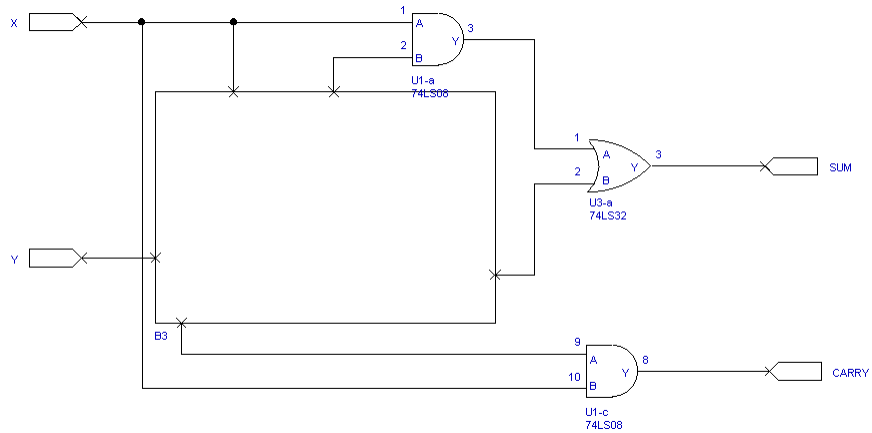 X
1
A
3
Y
2
B
U1-a
74LS08
1
A
3
Y
2
B
SUM
U3-a
74LS32
Y
B3
9
A
8
Y
10
B
CARRY
U1-c
74LS08